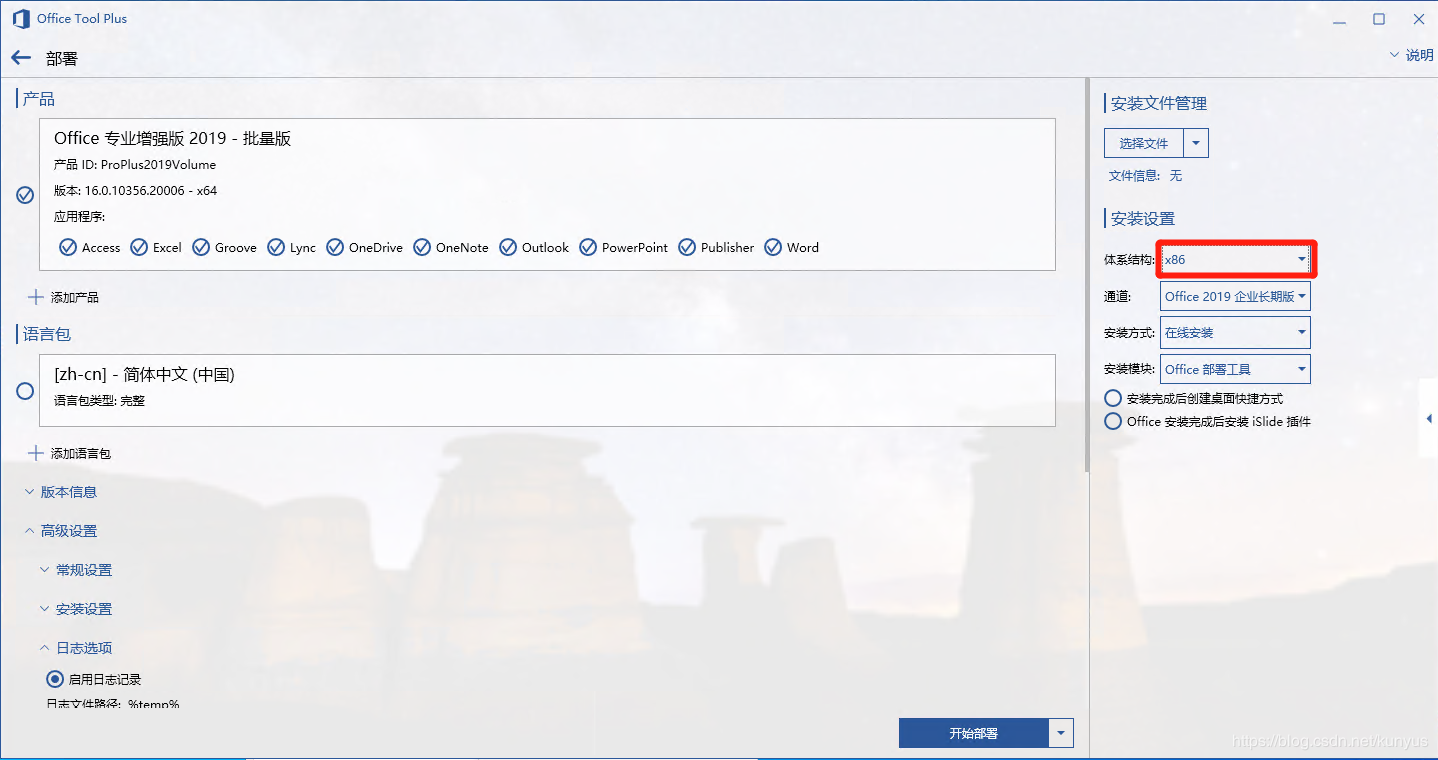 Office Tool Plus
部署
说明
产品
Office 专业增强版 2019 - 批量版
产品 ID: ProPlus2019Volume
版本: 16.0.10356.20006 - x64
应用程序:
Access Excel Groove Lync OneDrive OneNote Outlook PowerPoint Publisher Word
添加产品
语言包
[zh-cn] - 简体中文 (中国)
语言包类型: 完整
添加语言包
版本信息
高级设置
常规设置
安装设置
日志选项
启用日志记录
日志文件路径: %temp%
开始部署
安装文件管理
选择文件
文件信息: 无
安装设置
体系结构: x86
通道: Office 2019 企业长期版
安装方式: 在线安装
安装模块: Office 部署工具
安装完成后创建桌面快捷方式
Office 安装完成后安装 iSlide 插件
https://blog.csdn.net/kunyus